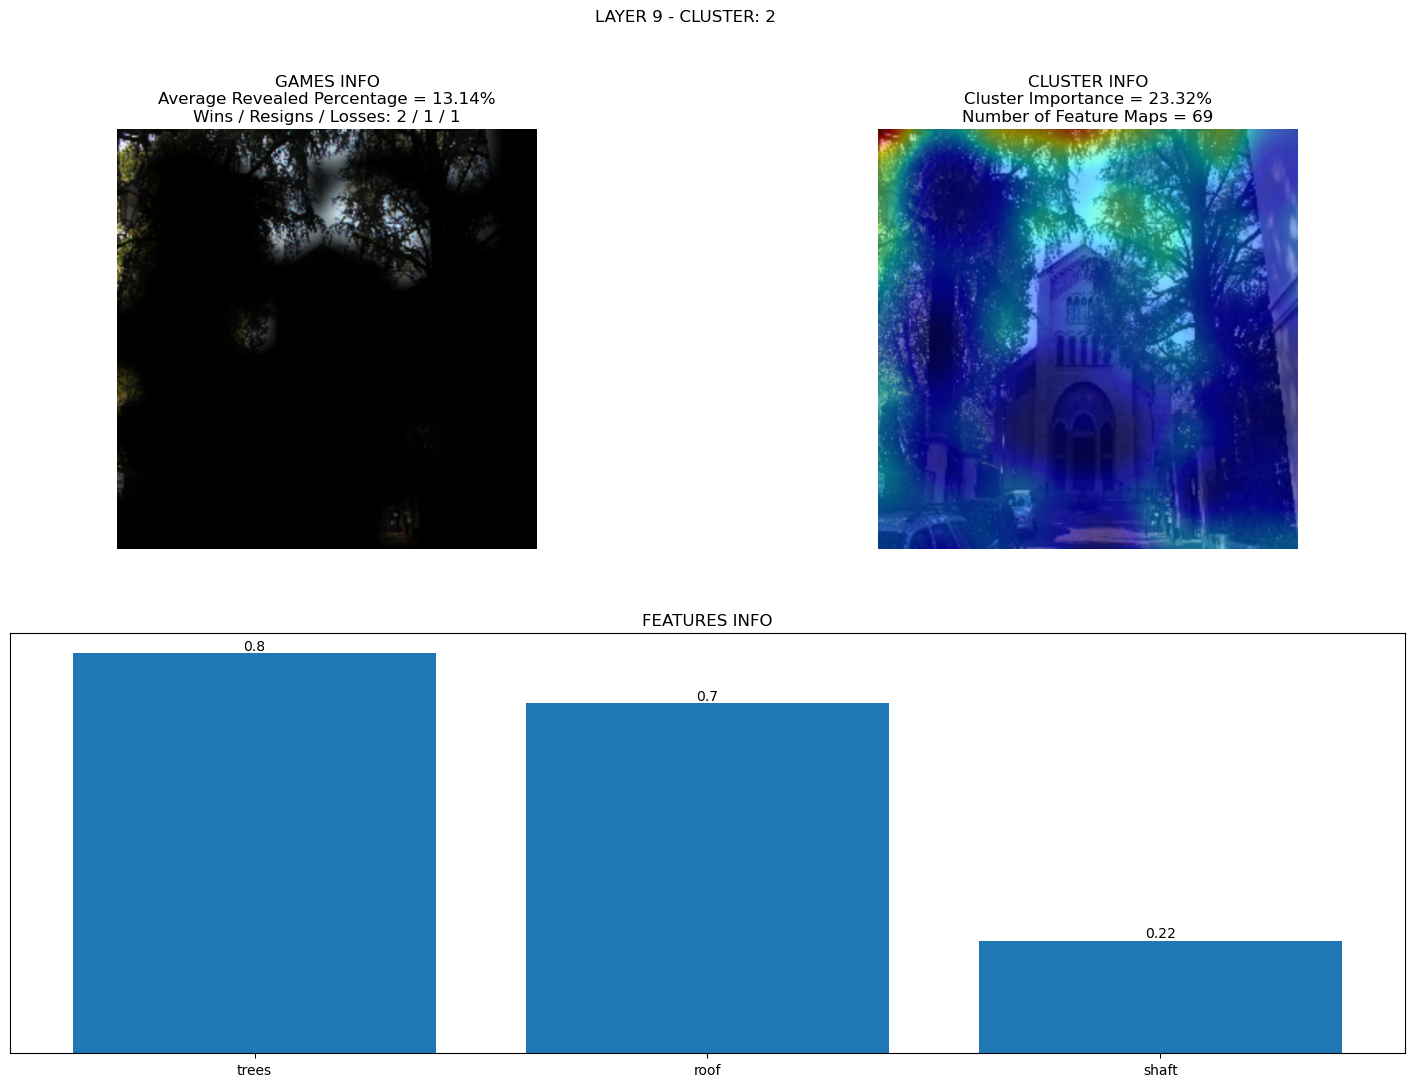 LAYER 9 - CLUSTER: 2
GAMES INFO
Average Revealed Percentage = 13.14%
Wins / Resigns / Losses: 2 / 1 / 1
CLUSTER INFO
Cluster Importance = 23.32%
Number of Feature Maps = 69
FEATURES INFO
0.8
0.7
0.22
trees
roof
shaft